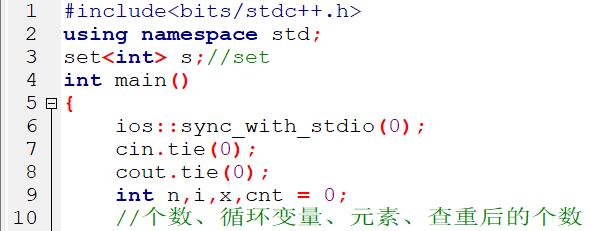 1 #include<bits/stdc++.h>
2 using namespace std;
3 set<int> s;//set
4 int main()
5 {
6 ios::sync_with_stdio(0);
7 cin.tie(0);
8 cout.tie(0);
9 int n,i,x,cnt = 0;
10 //个数、循环变量、元素、查重后的个数